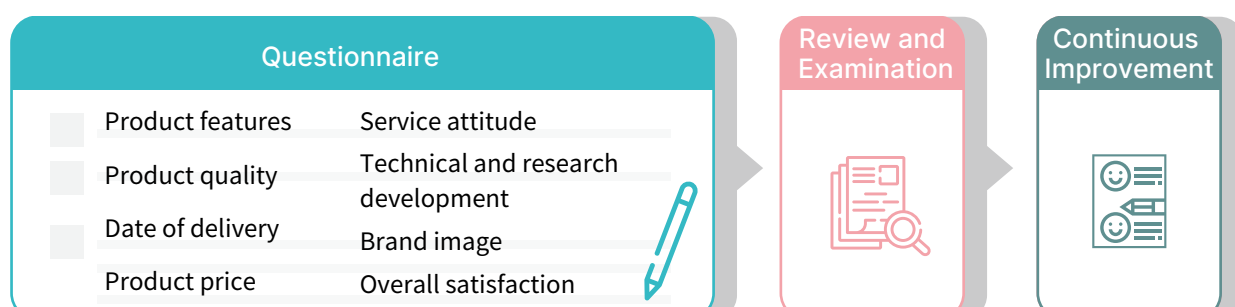 Questionnaire
Product features
Product quality
Date of delivery
Product price
Service attitude
Technical and research
development
Brand image
Overall satisfaction
Review and
Examination
Continuous
Improvement